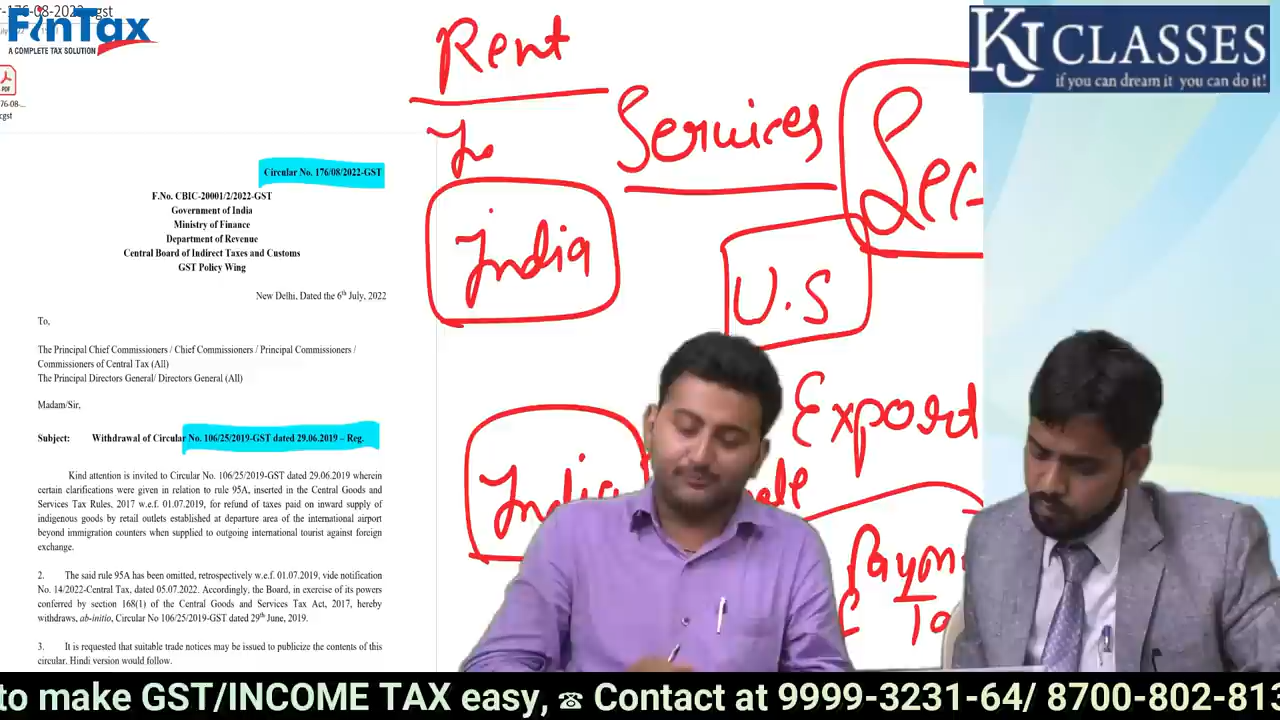 r-176-08-2022-cgst
FinTax
A COMPLETE TAX SOLUTION
PDF
76-08-...
cgst
Circular No. 176/08/2022-GST
F.No. CBIC-20001/2/2022-GST
Government of India
Ministry of Finance
Department of Revenue
Central Board of Indirect Taxes and Customs
GST Policy Wing
New Delhi, Dated the 6th July, 2022
To,
The Principal Chief Commissioners / Chief Commissioners / Principal Commissioners /
Commissioners of Central Tax (All)
The Principal Directors General/ Directors General (All)
Madam/Sir,
Subject: Withdrawal of Circular No. 106/25/2019-GST dated 29.06.2019 – Reg.
Kind attention is invited to Circular No. 106/25/2019-GST dated 29.06.2019 wherein
certain clarifications were given in relation to rule 95A, inserted in the Central Goods and
Services Tax Rules, 2017 w.e.f. 01.07.2019, for refund of taxes paid on inward supply of
indigenous goods by retail outlets established at departure area of the international airport
beyond immigration counters when supplied to outgoing international tourist against foreign
exchange.
2. The said rule 95A has been omitted, retrospectively w.e.f. 01.07.2019, vide notification
No. 14/2022-Central Tax, dated 05.07.2022. Accordingly, the Board, in exercise of its powers
conferred by section 168(1) of the Central Goods and Services Tax Act, 2017, hereby
withdraws, ab-initio, Circular No 106/25/2019-GST dated 29th June, 2019.
3. It is requested that suitable trade notices may be issued to publicize the contents of this
circular. Hindi version would follow.
Rent
Services
Sec-
India
U.S
Export
India
Paym
Ta
KJ CLASSES
if you can dream it you can do it!
to make GST/INCOME TAX easy, ☎ Contact at 9999-3231-64/ 8700-802-813